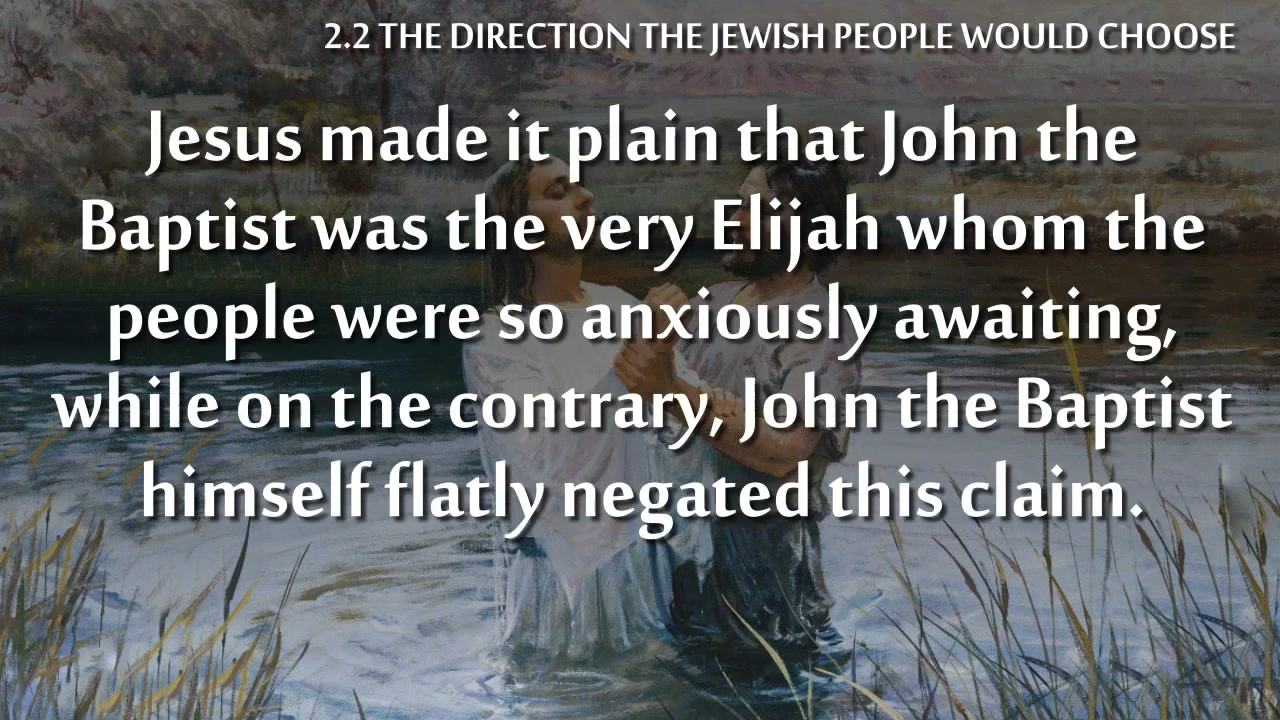 2.2 THE DIRECTION THE JEWISH PEOPLE WOULD CHOOSE
Jesus made it plain that John the
Baptist was the very Elijah whom the
people were so anxiously awaiting,
while on the contrary, John the Baptist
himself flatly negated this claim.